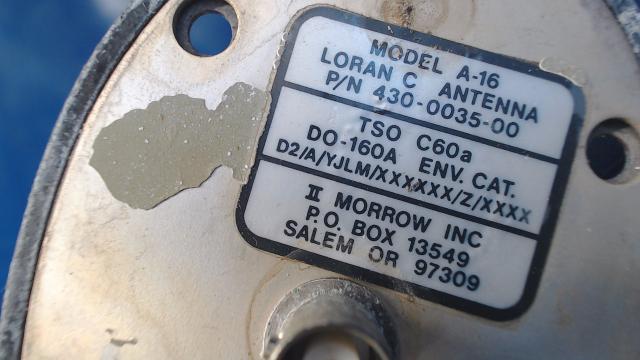 MODEL A-16
LORAN C ANTENNA
P/N 430-0035-00
TSO C60a
DO-160A ENV. CAT.
D2/A/YJLM/XXXXXX/Z/XXXX
II MORROW INC
P.O. BOX 13549
SALEM OR 97309